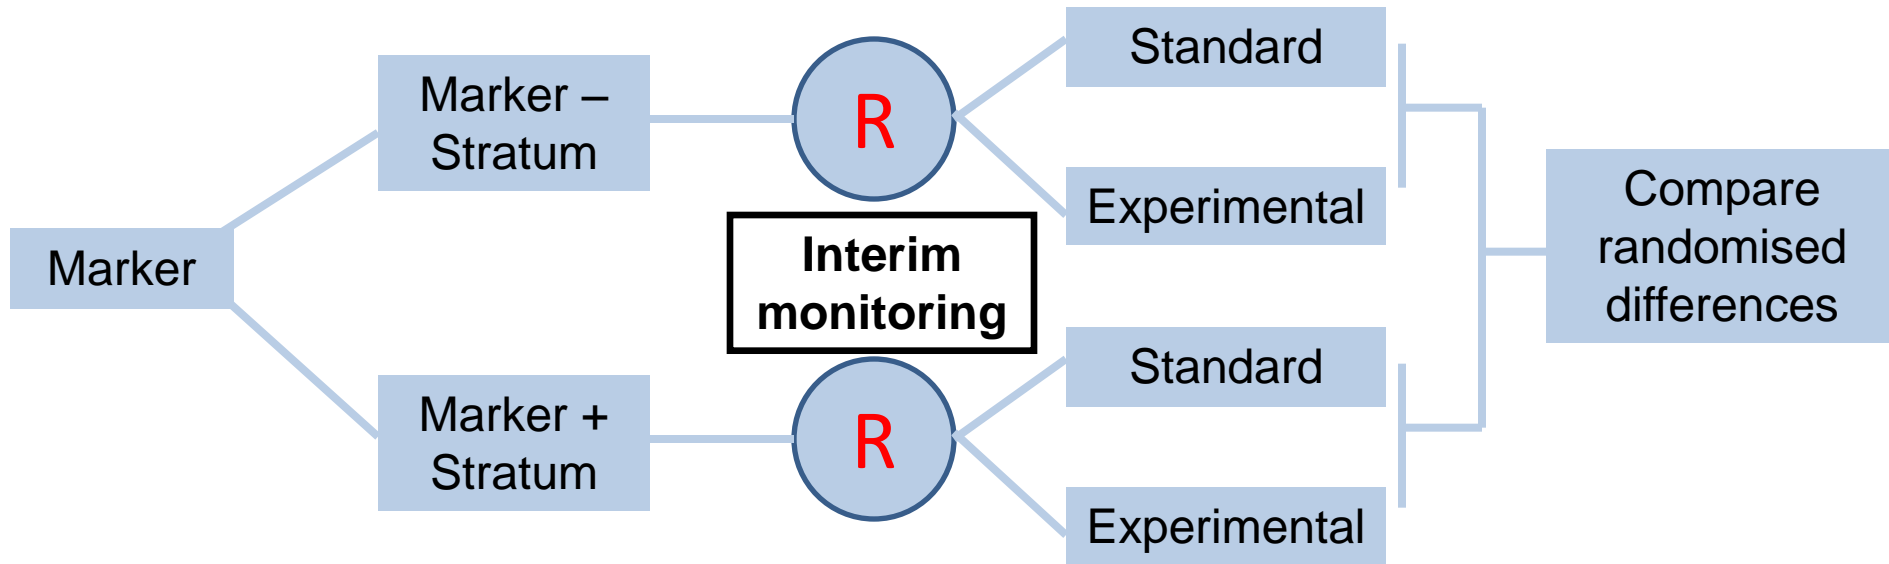 Marker
Marker –
Stratum
R
Standard
Experimental
Interim
monitoring
Marker +
Stratum
R
Standard
Experimental
Compare
randomised
differences